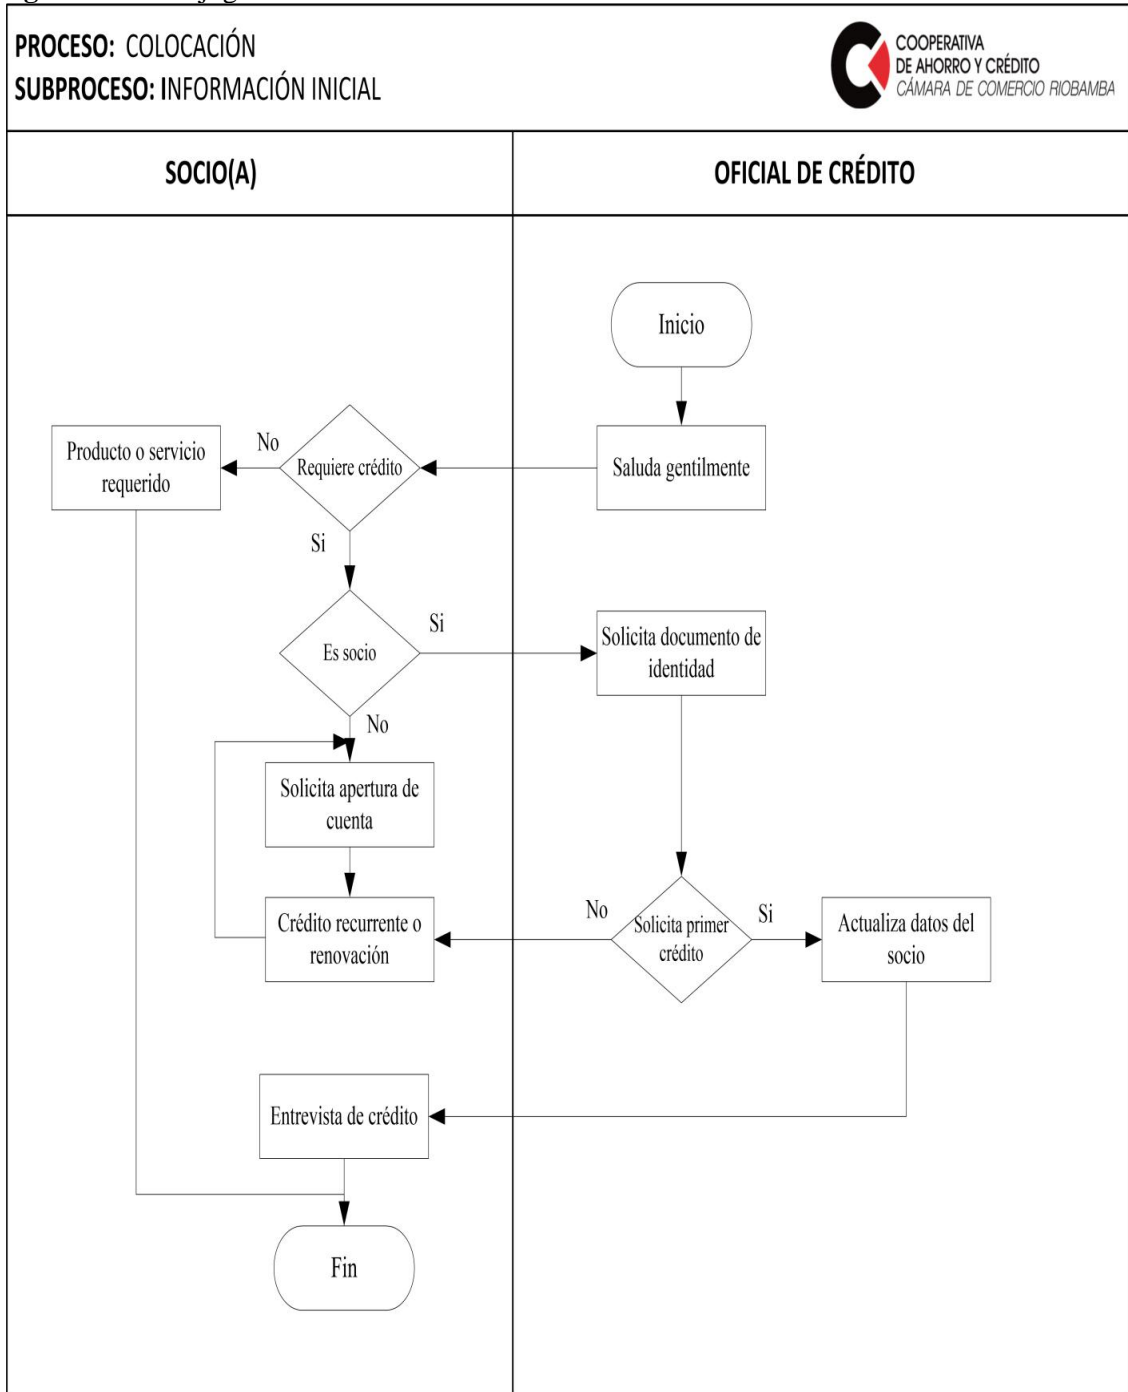 PROCESO: COLOCACIÓN
SUBPROCESO: INFORMACIÓN INICIAL
COOPERATIVA
DE AHORRO Y CRÉDITO
CÁMARA DE COMERCIO RIOBAMBA
SOCIO(A)
OFICIAL DE CRÉDITO
Inicio
Saluda gentilmente
Requiere crédito
No
Producto o servicio
requerido
Si
Es socio
Si
Solicita documento de
identidad
No
Solicita apertura de
cuenta
Crédito recurrente o
renovación
No
Solicita primer
crédito
Si
Actualiza datos del
socio
Entrevista de crédito
Fin